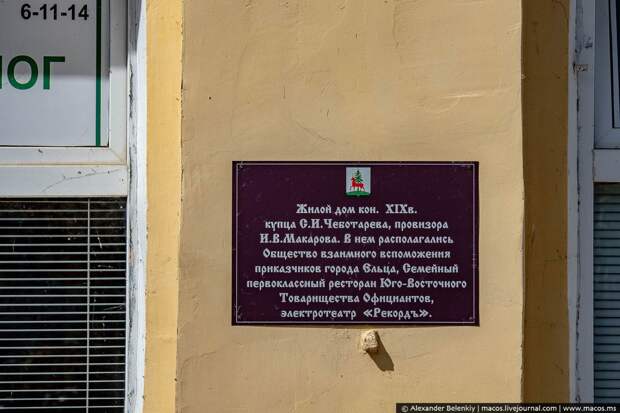 6-11-14
ЛОГ
Жилой дом кон. XIXв.
купца С.И.Чеботарева, провизора
И.В.Макарова. В нем располагались
Общество взаимного вспоможения
приказчиков города Ельца, Семейный
первоклассный ресторан Юго-Восточного
Товарищества Официантов,
электротеатр «Рекордъ».
© Alexander Belenkiy | macos.livejournal.com | www.macos.ms